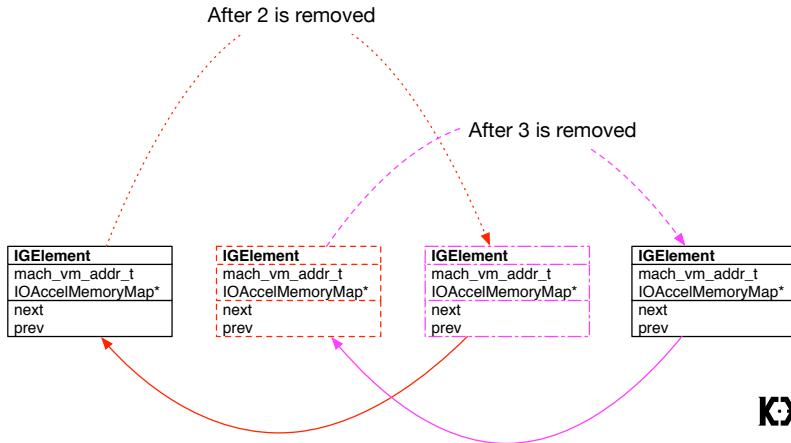 After 2 is removed
After 3 is removed
IGElement
mach_vm_addr_t
IOAccelMemoryMap*
next
prev
IGElement
mach_vm_addr_t
IOAccelMemoryMap*
next
prev
IGElement
mach_vm_addr_t
IOAccelMemoryMap*
next
prev
IGElement
mach_vm_addr_t
IOAccelMemoryMap*
next
prev